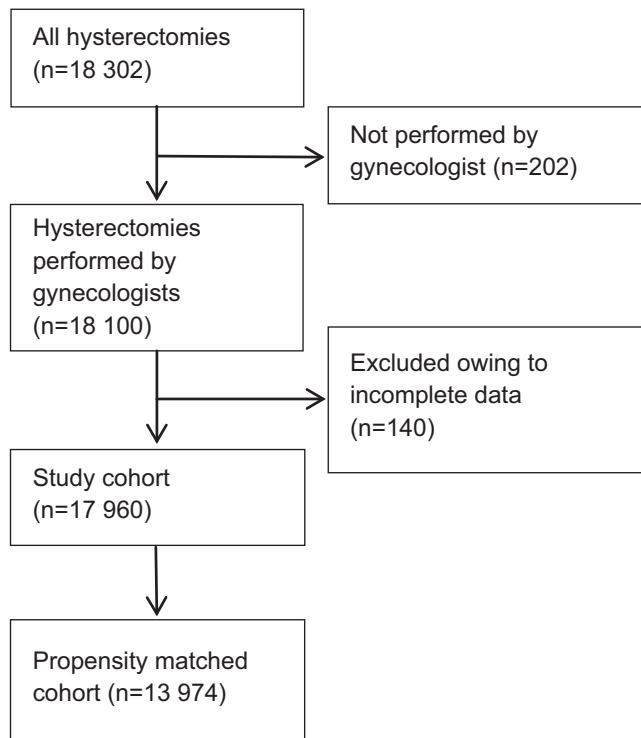 All hysterectomies
(n=18 302)
Not performed by
gynecologist (n=202)
Hysterectomies
performed by
gynecologists
(n=18 100)
Excluded owing to
incomplete data
(n=140)
Study cohort
(n=17 960)
Propensity matched
cohort (n=13 974)